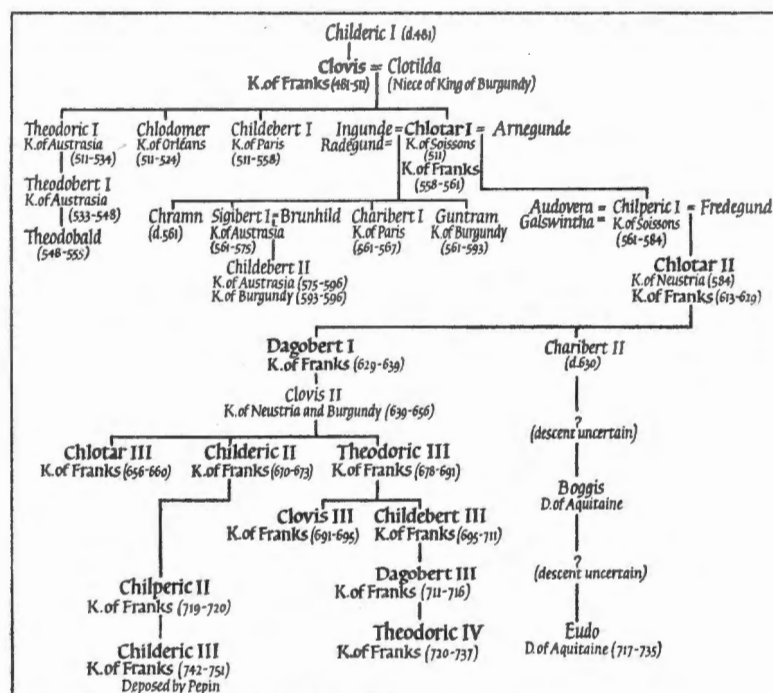 Childeric I (d.481)
Clovis = Clotilda
K.of Franks (481-511) (Niece of King of Burgundy)
Theodoric I
K.of Austrasia
(511-534)
Chlodomer
K.of Orléans
(511-524)
Childebert I
K.of Paris
(511-558)
Ingunde = Chlotar I = Arnegunde
Radegund =
K.of Soissons
(511)
K.of Franks
(558-561)
Theodobert I
K.of Austrasia
(533-548)
Theodobald
(548-555)
Chramn
(d.561)
Sigibert I = Brunhild
K.of Austrasia
(561-575)
Charibert I
K.of Paris
(561-567)
Guntram
K.of Burgundy
(561-593)
Audovera = Chilperic I = Fredegund
Galswintha = K.of Soissons
(561-584)
Childebert II
K.of Austrasia (575-596)
K.of Burgundy (593-596)
Chlotar II
K.of Neustria (584)
K.of Franks (613-629)
Dagobert I
K.of Franks (629-639)
Charibert II
(d.630)
Clovis II
K.of Neustria and Burgundy (639-656)
?
(descent uncertain)
Chlotar III
K.of Franks (656-660)
Childeric II
K.of Franks (670-673)
Theodoric III
K.of Franks (678-691)
Boggis
D.of Aquitaine
Clovis III
K.of Franks (691-695)
Childebert III
K.of Franks (695-711)
?
(descent uncertain)
Chilperic II
K.of Franks (719-720)
Dagobert III
K.of Franks (711-716)
Childeric III
K.of Franks (742-751)
Deposed by Pepin
Theodoric IV
K.of Franks (720-737)
Eudo
D.of Aquitaine (717-735)